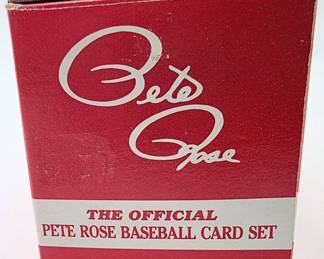 Pete
Rose
THE OFFICIAL
PETE ROSE BASEBALL CARD SET